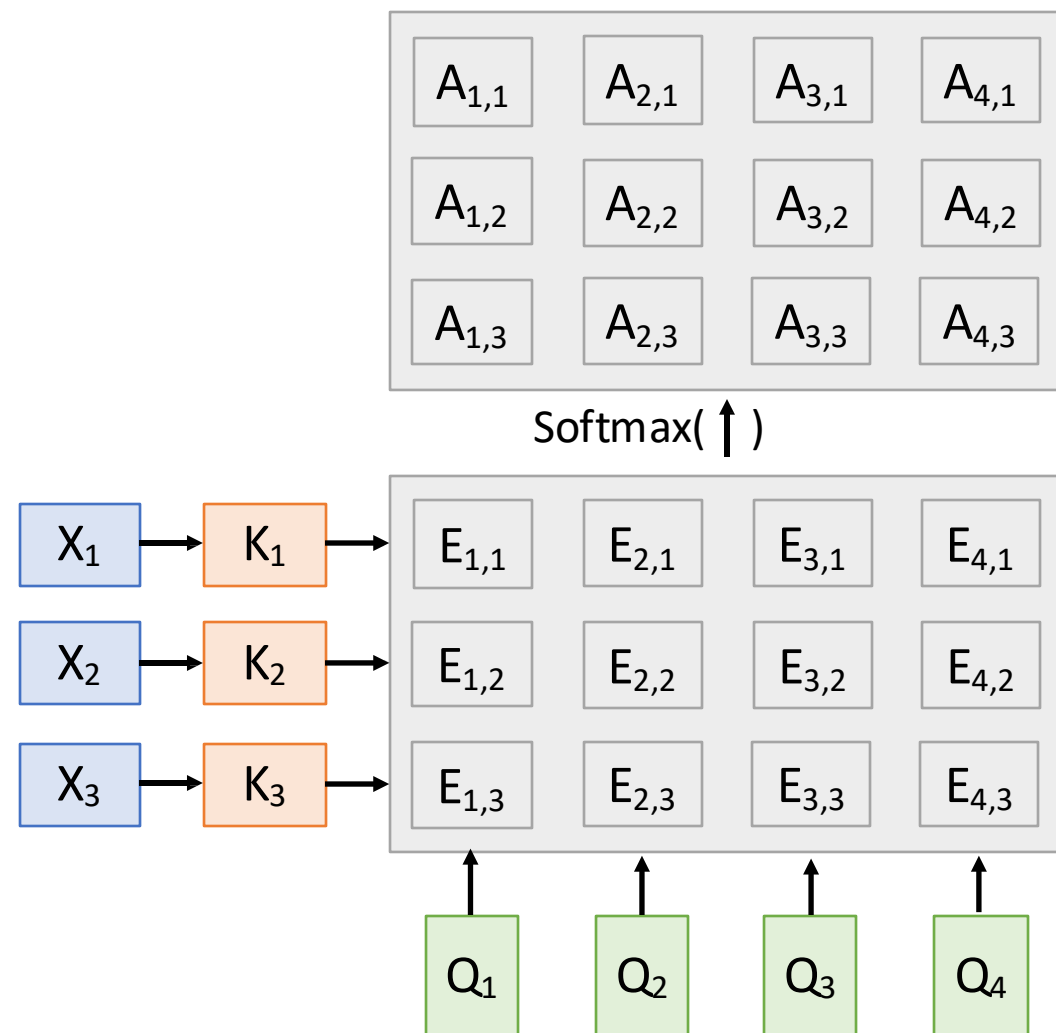 A1,1 A2,1 A3,1 A4,1
A1,2 A2,2 A3,2 A4,2
A1,3 A2,3 A3,3 A4,3
Softmax( ↑ )
X1 K1 E1,1 E2,1 E3,1 E4,1
X2 K2 E1,2 E2,2 E3,2 E4,2
X3 K3 E1,3 E2,3 E3,3 E4,3
Q1 Q2 Q3 Q4